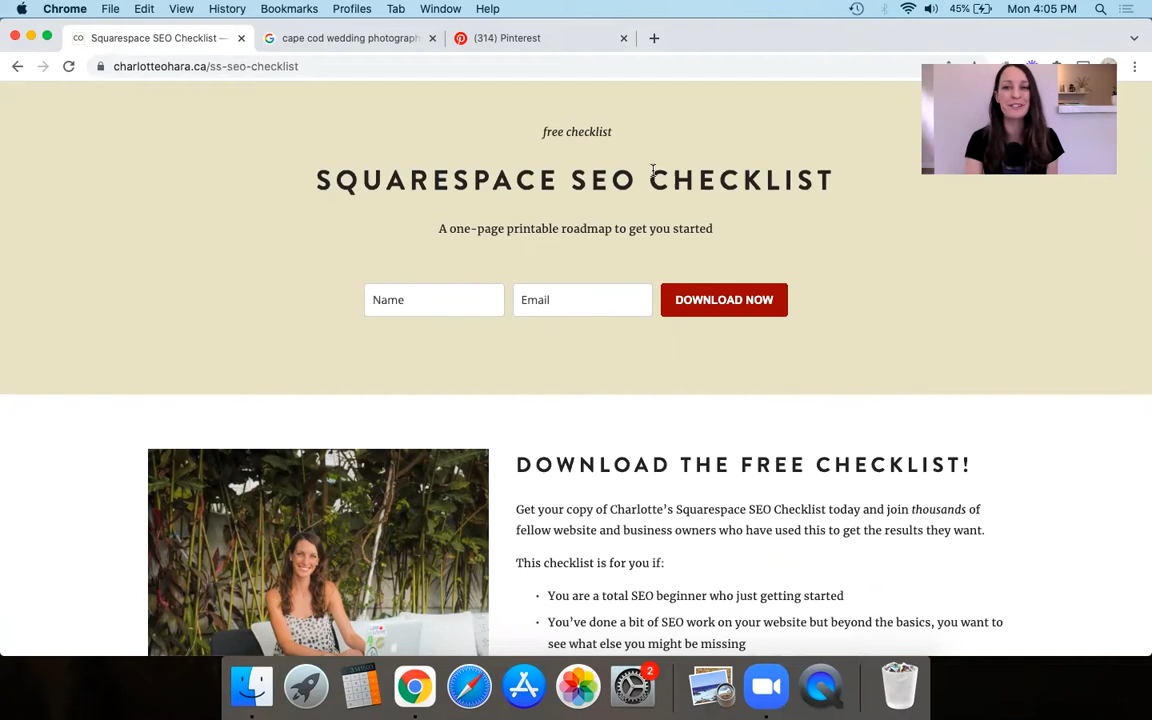 Chrome File Edit View History Bookmarks Profiles Tab Window Help 45% Mon 4:05 PM
CO Squarespace SEO Checklist — cape cod wedding photograph (314) Pinterest
charlotteohara.ca/ss-seo-checklist
free checklist
SQUARESPACE SEO CHECKLIST
A one-page printable roadmap to get you started
Name Email DOWNLOAD NOW
DOWNLOAD THE FREE CHECKLIST!
Get your copy of Charlotte's Squarespace SEO Checklist today and join thousands of
fellow website and business owners who have used this to get the results they want.
This checklist is for you if:
• You are a total SEO beginner who just getting started
• You've done a bit of SEO work on your website but beyond the basics, you want to
see what else you might be missing
2